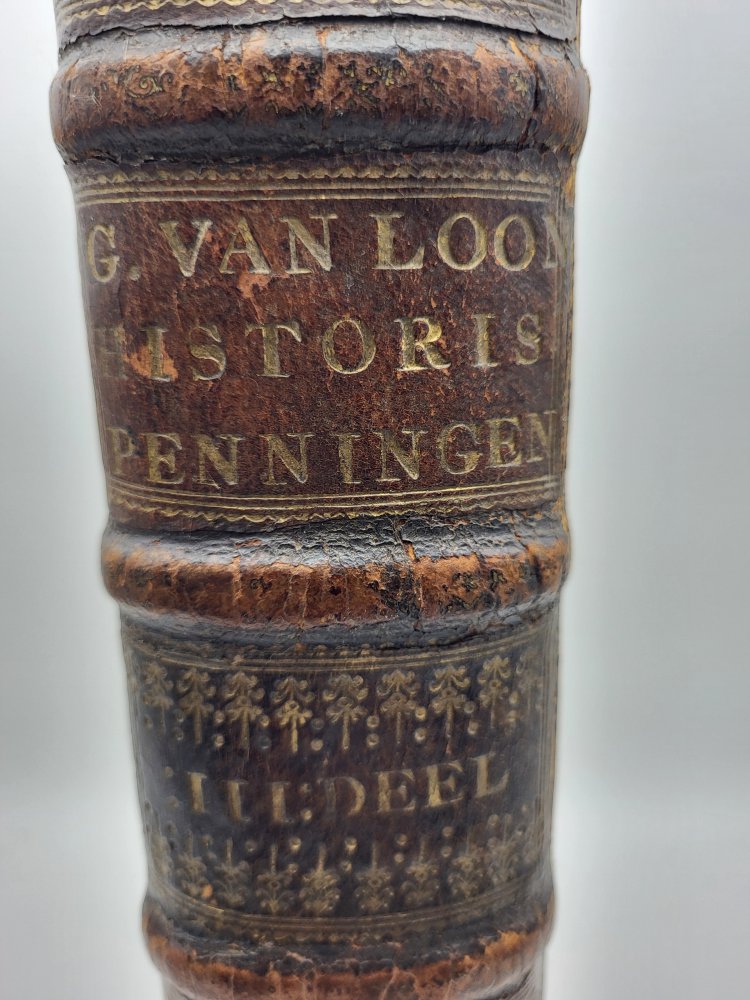 G. VAN LOON
HISTORIS
PENNINGEN
III:DEEL